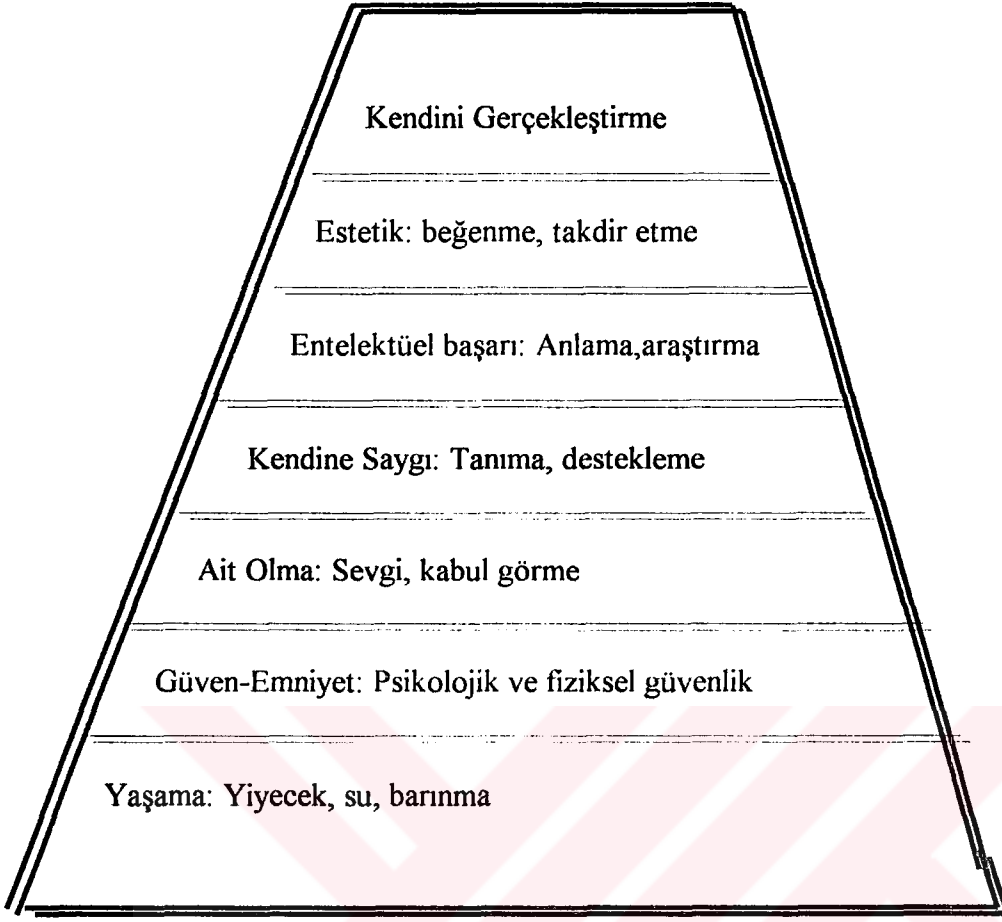 Kendini Gerçekleştirme
Estetik: beğenme, takdir etme
Entelektüel başarı: Anlama,araştırma
Kendine Saygı: Tanıma, destekleme
Ait Olma: Sevgi, kabul görme
Güven-Emniyet: Psikolojik ve fiziksel güvenlik
Yaşama: Yiyecek, su, barınma